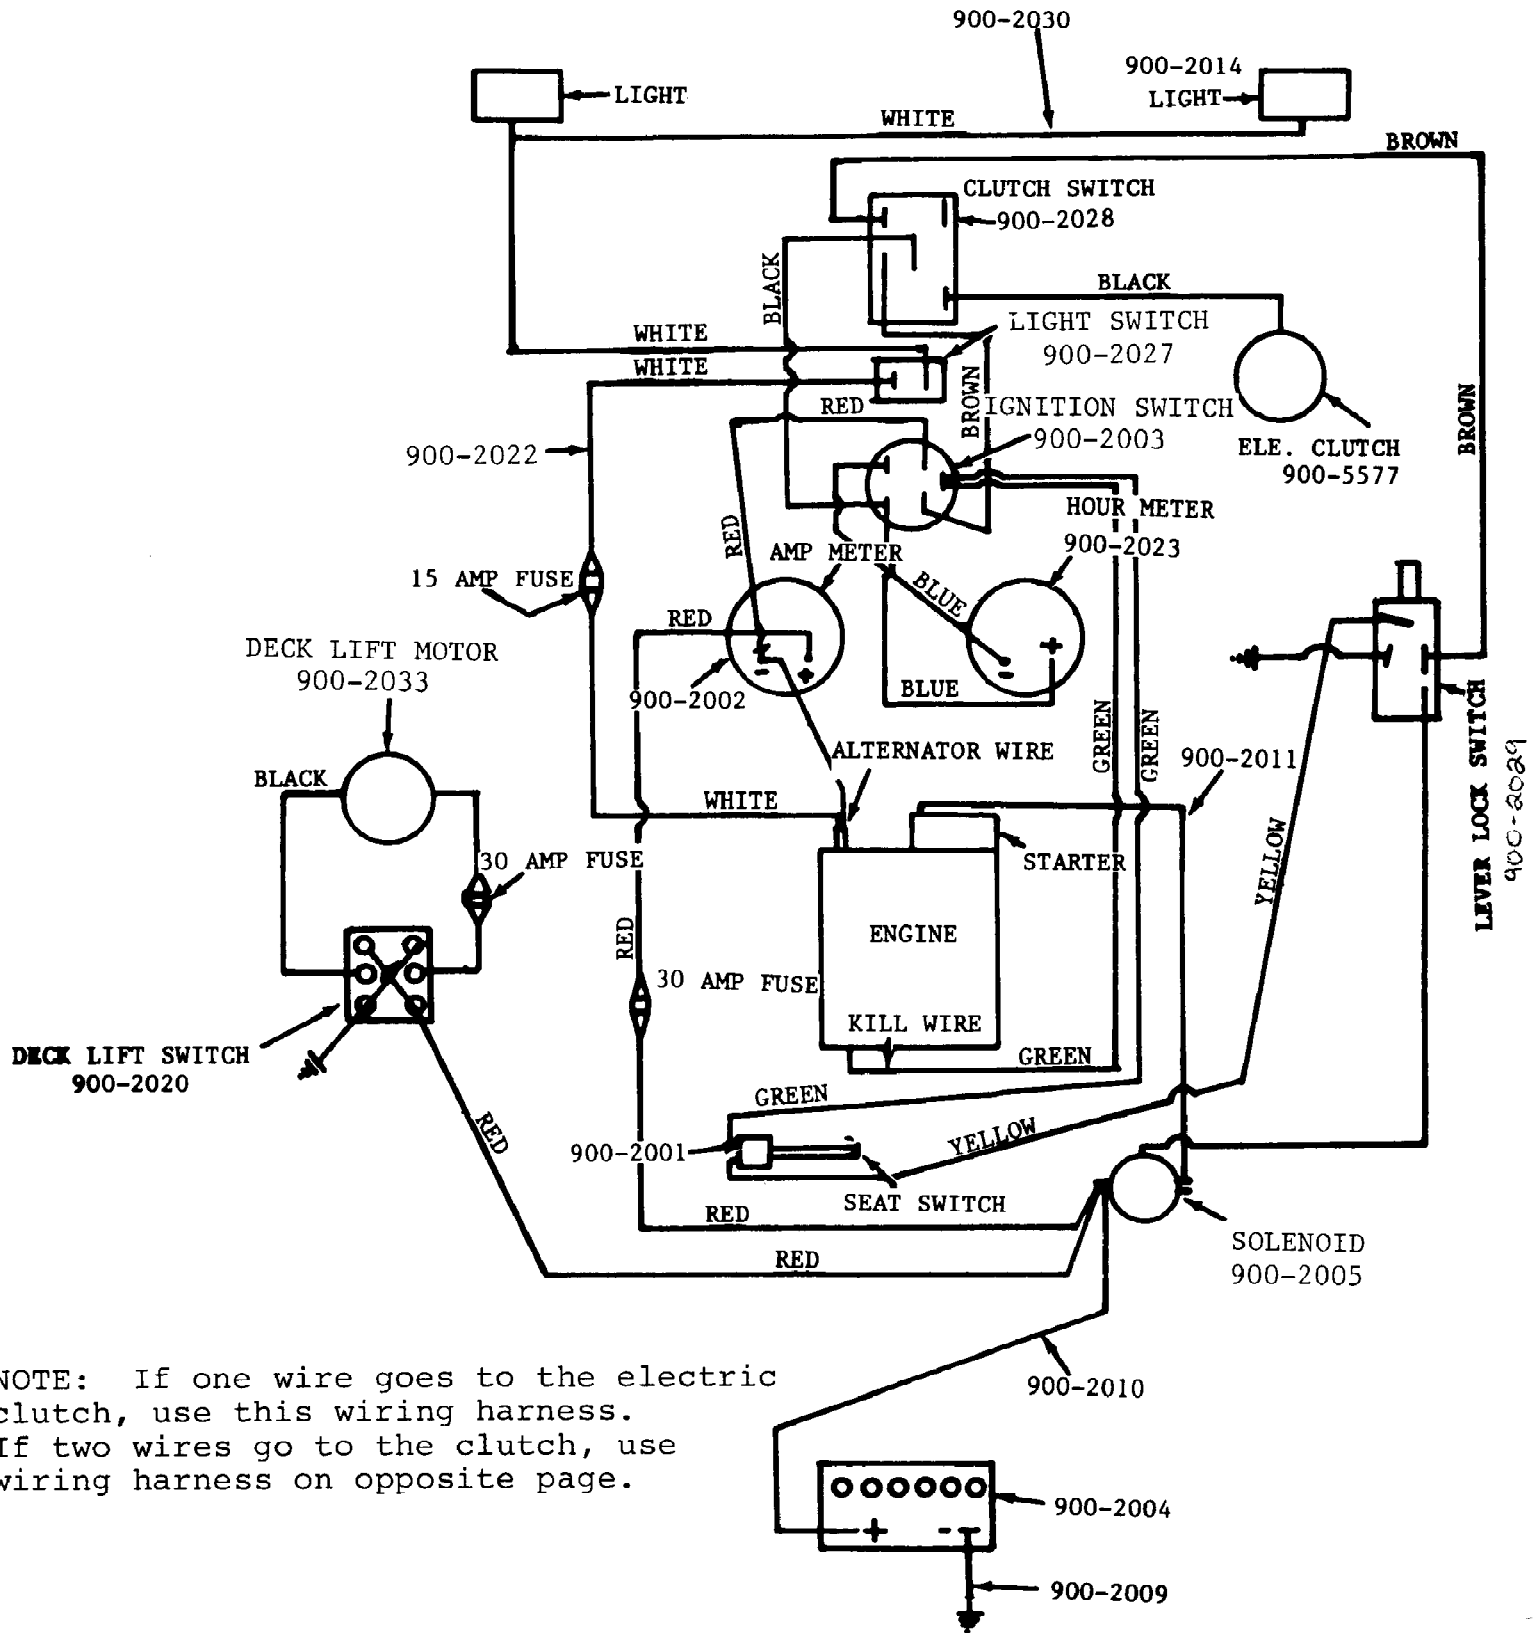 900-2030
900-2014
LIGHT
LIGHT
WHITE
BROWN
CLUTCH SWITCH
900-2028
BLACK
BLACK
LIGHT SWITCH
900-2027
WHITE
WHITE
BROWN
RED
IGNITION SWITCH
900-2003
BROWN
ELE. CLUTCH
900-5577
900-2022
HOUR METER
900-2023
RED
AMP METER
15 AMP FUSE
BLUE
RED
DECK LIFT MOTOR
900-2033
900-2002
BLUE
GREEN
GREEN
LEVER LOCK SWITCH
900-2029
ALTERNATOR WIRE
900-2011
BLACK
WHITE
YELLOW
30 AMP FUSE
STARTER
ENGINE
RED
30 AMP FUSE
KILL WIRE
GREEN
DECK LIFT SWITCH
900-2020
GREEN
RED
YELLOW
900-2001
SEAT SWITCH
RED
SOLENOID
900-2005
RED
NOTE: If one wire goes to the electric
clutch, use this wiring harness.
If two wires go to the clutch, use
wiring harness on opposite page.
900-2010
900-2004
900-2009